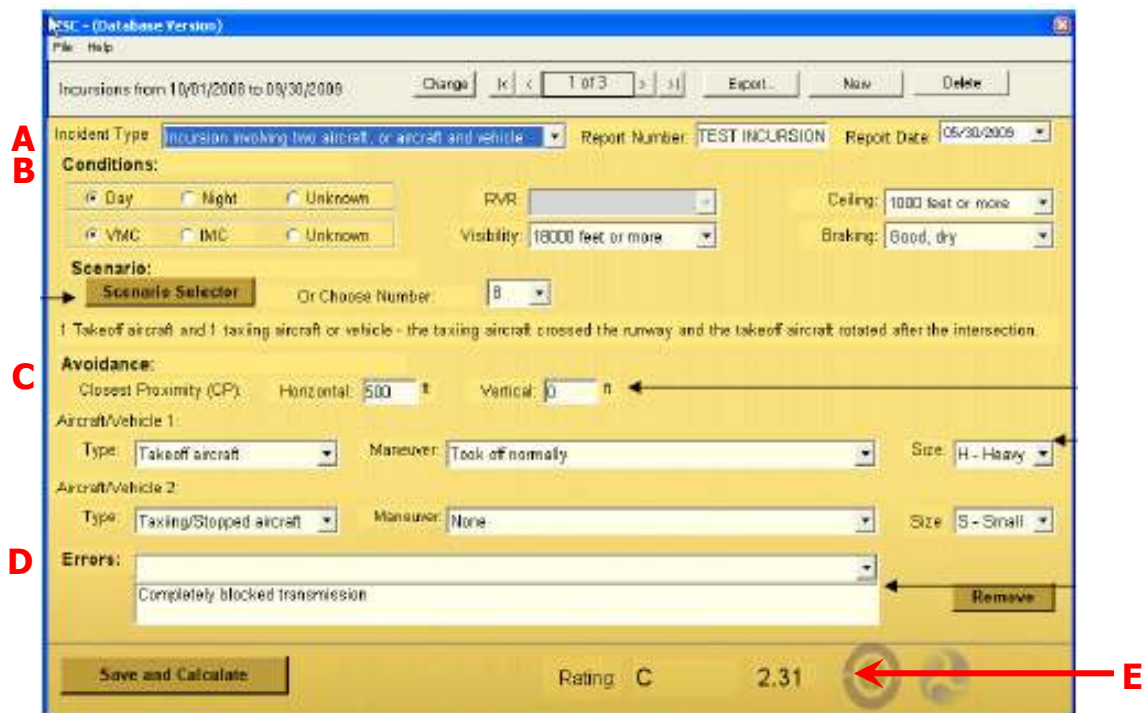 RSC - (Database Version)
File Help
Incursions from 10/01/2008 to 09/30/2009 Change |< < 1 of 3 > >| Export... New Delete
A Incident Type: Incursion involving two aircraft, or aircraft and vehicle Report Number: TEST INCURSION Report Date: 05/30/2009
B Conditions:
Day Night Unknown RVR: Ceiling: 1000 feet or more
VMC IMC Unknown Visibility: 18000 feet or more Braking: Good, dry
Scenario:
Scenario Selector Or Choose Number: 8
1 Takeoff aircraft and 1 taxiing aircraft or vehicle - the taxiing aircraft crossed the runway and the takeoff aircraft rotated after the intersection.
C Avoidance:
Closest Proximity (CP): Horizontal: 500 ft Vertical: 0 ft
Aircraft/Vehicle 1:
Type: Takeoff aircraft Maneuver: Took off normally Size: H - Heavy
Aircraft/Vehicle 2:
Type: Taxiing/Stopped aircraft Maneuver: None Size: S - Small
D Errors:
Completely blocked transmission Remove
Save and Calculate Rating: C 2.31 E